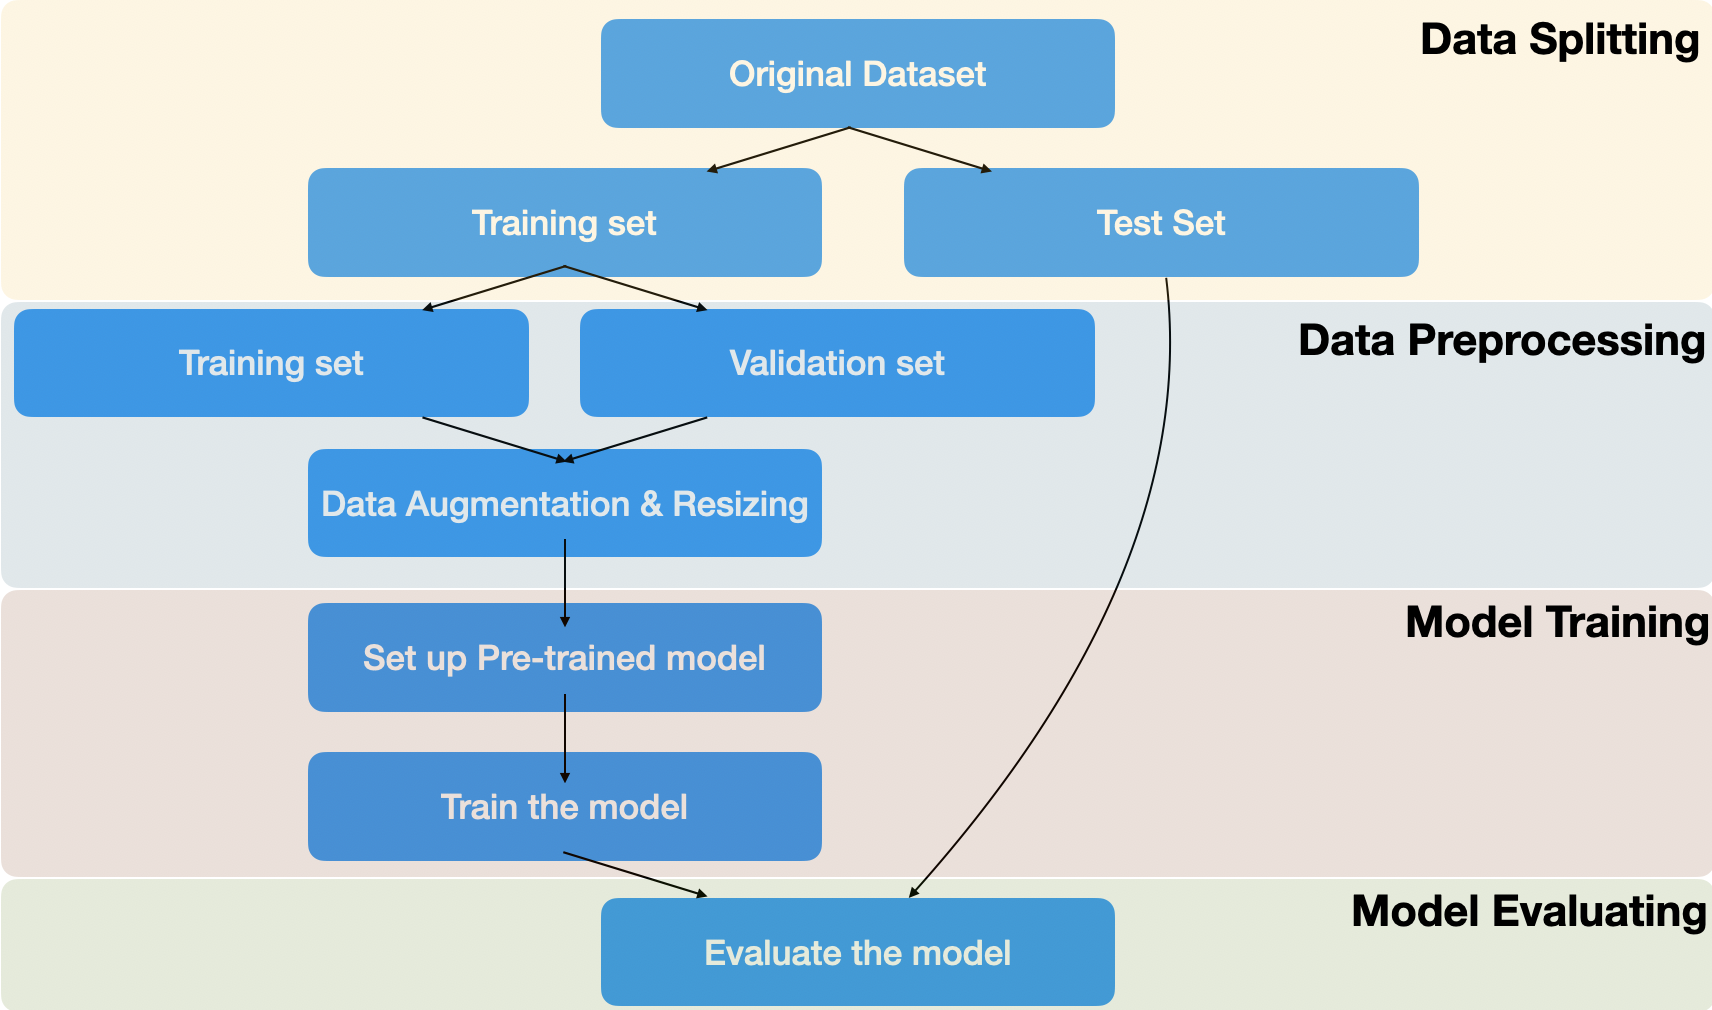 Data Splitting
Original Dataset
Training set
Test Set
Data Preprocessing
Training set
Validation set
Data Augmentation & Resizing
Model Training
Set up Pre-trained model
Train the model
Model Evaluating
Evaluate the model